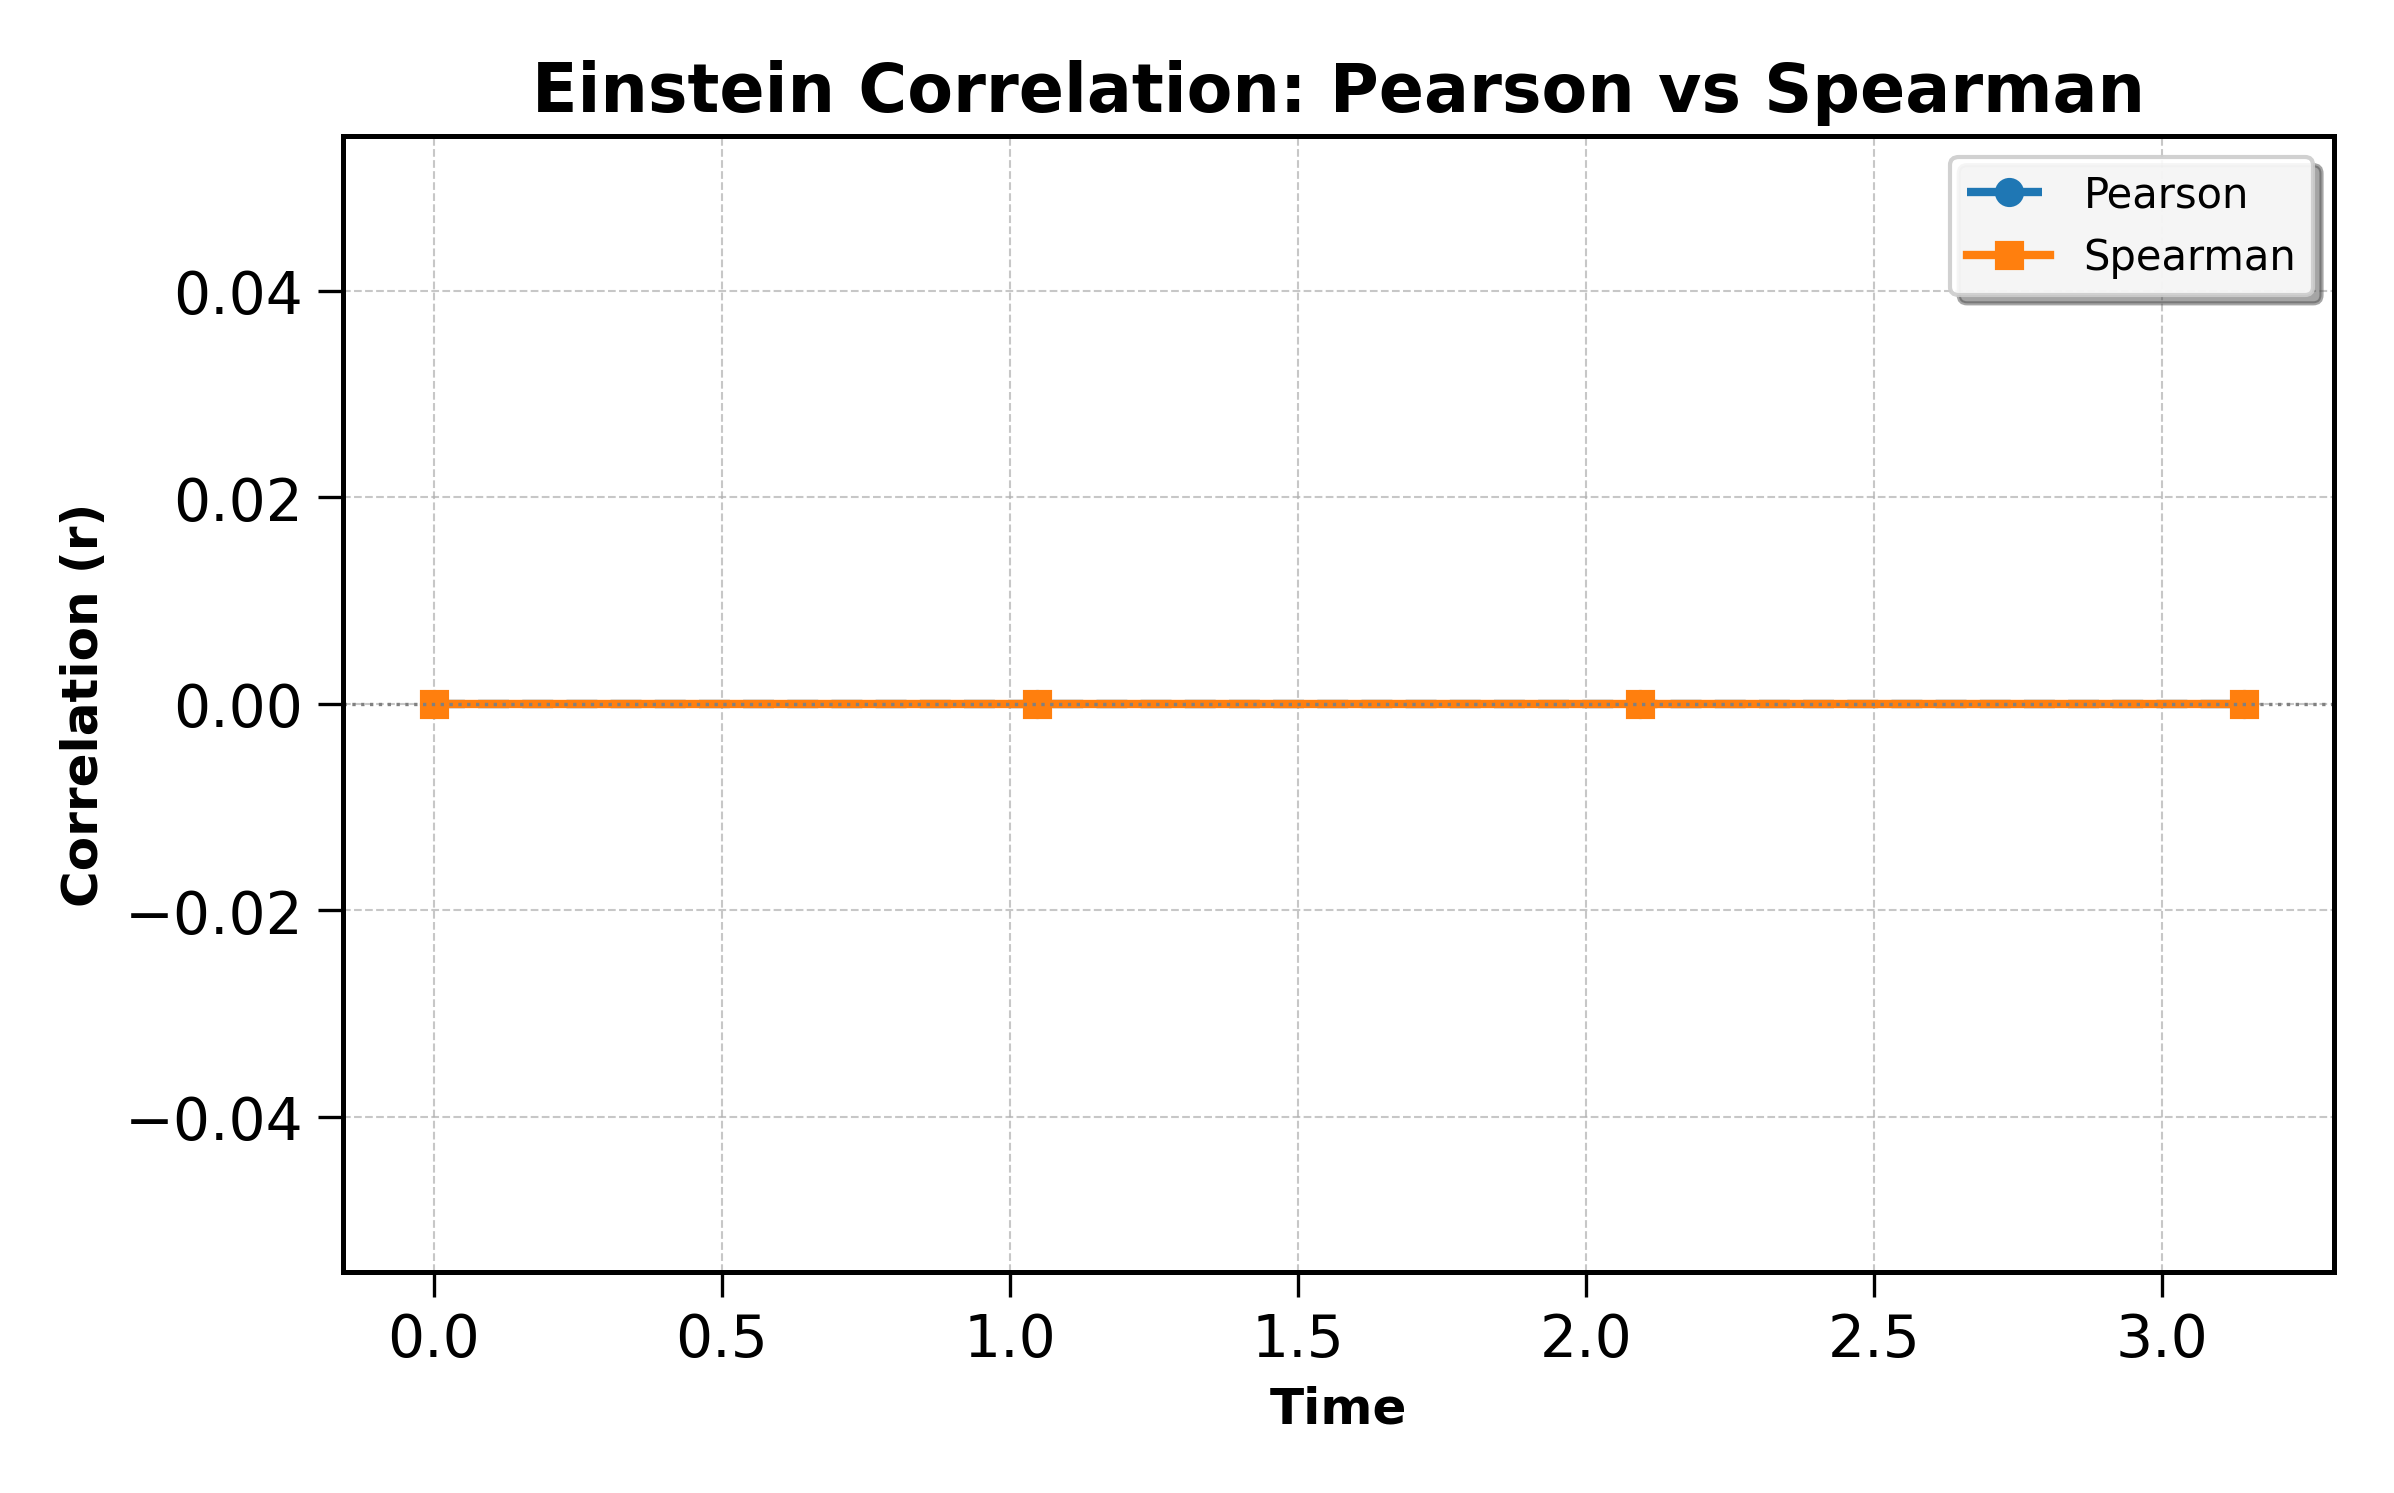 Einstein Correlation: Pearson vs Spearman
Pearson
Spearman
0.04
0.02
0.00
−0.02
−0.04
Correlation (r)
0.0 0.5 1.0 1.5 2.0 2.5 3.0
Time